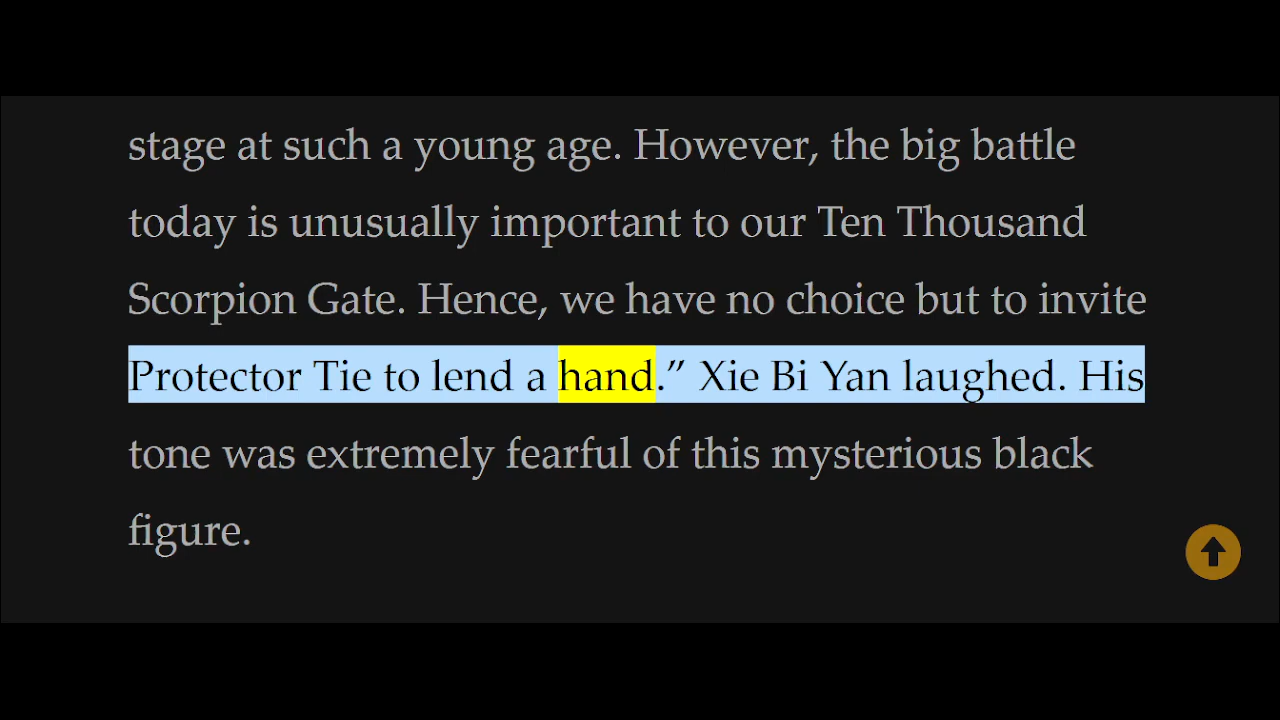 stage at such a young age. However, the big battle
today is unusually important to our Ten Thousand
Scorpion Gate. Hence, we have no choice but to invite
Protector Tie to lend a hand.” Xie Bi Yan laughed. His
tone was extremely fearful of this mysterious black
figure.